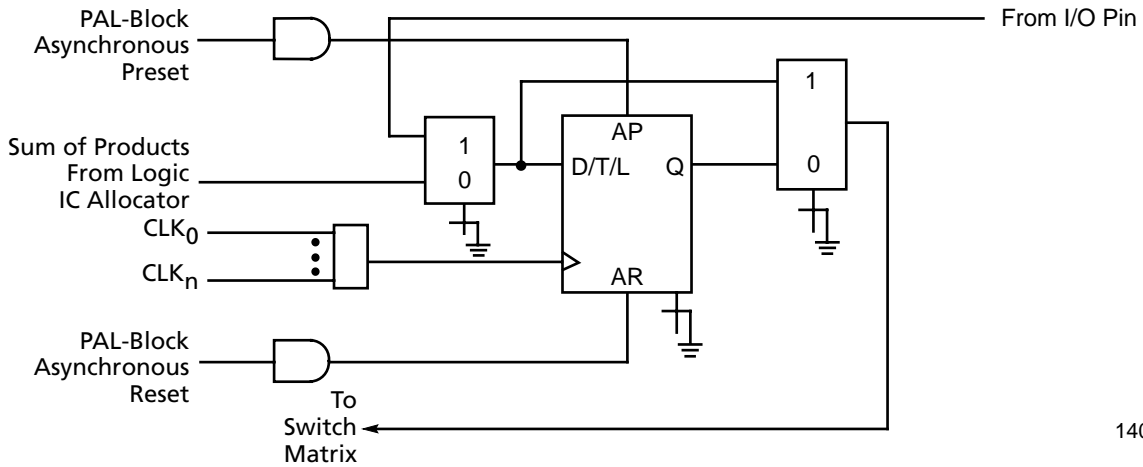 PAL-Block
Asynchronous
Preset
From I/O Pin
1
0
AP
D/T/L Q
AR
1
0
Sum of Products
From Logic
IC Allocator
CLK0
CLKn
PAL-Block
Asynchronous
Reset
To
Switch
Matrix
140